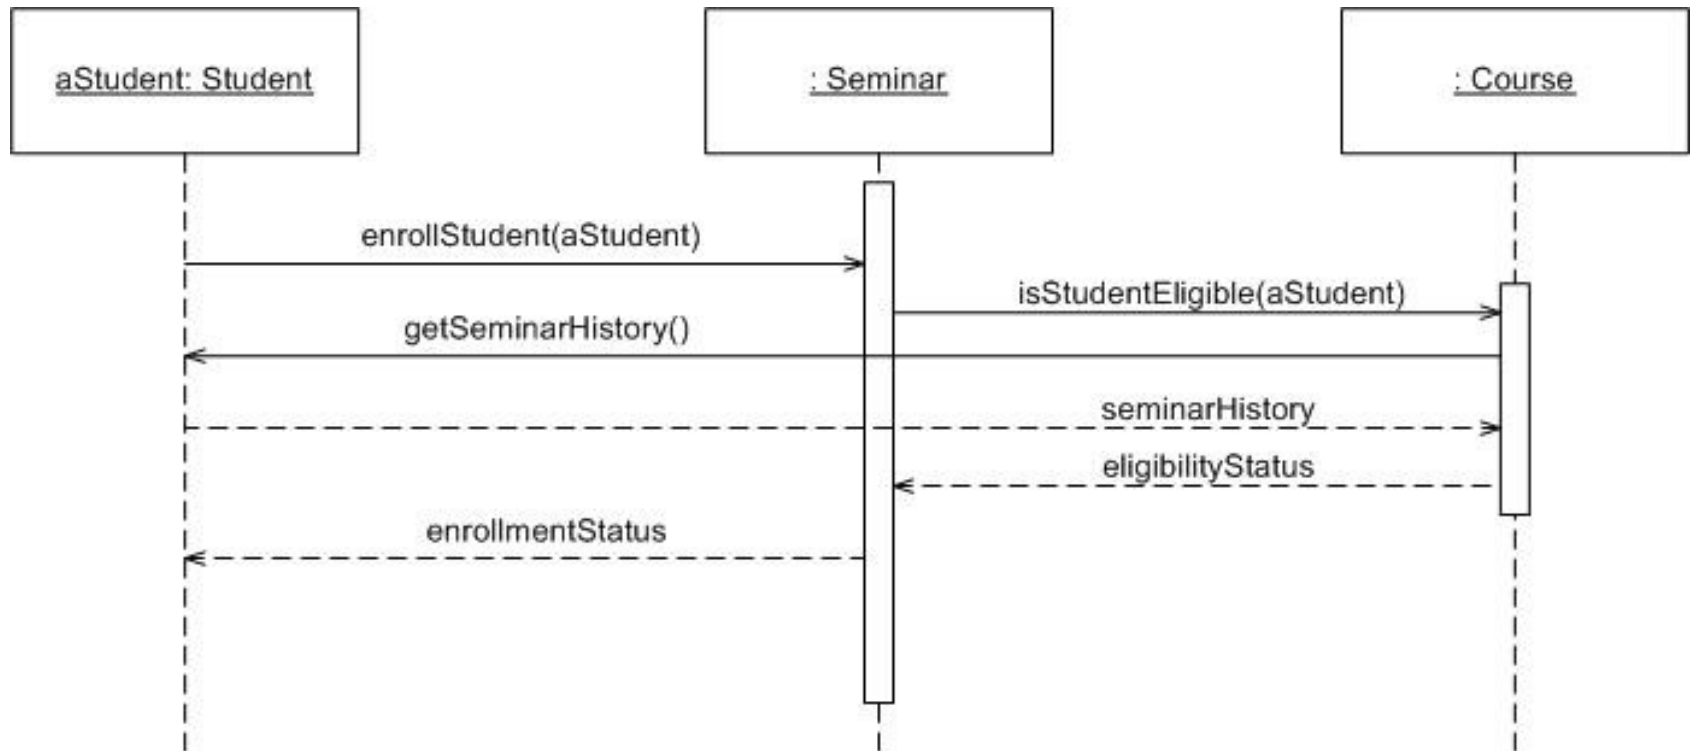 aStudent: Student
: Seminar
: Course
enrollStudent(aStudent)
isStudentEligible(aStudent)
getSeminarHistory()
seminarHistory
eligibilityStatus
enrollmentStatus